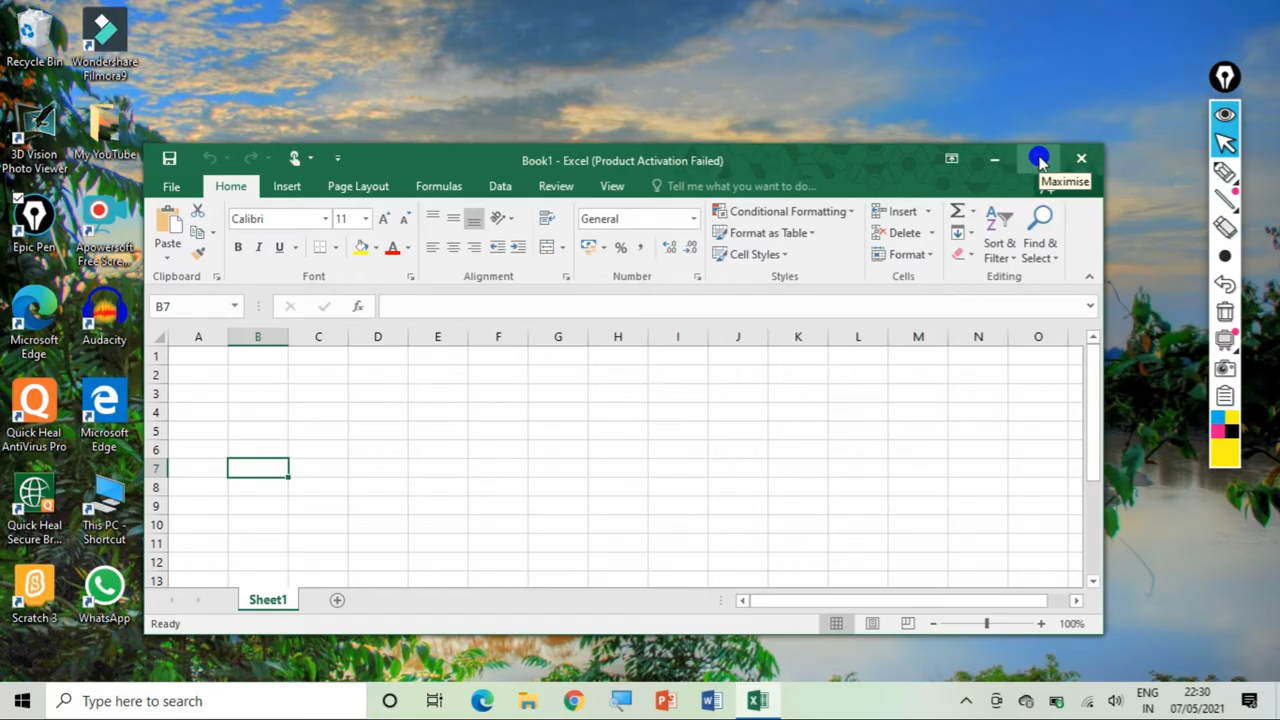 Recycle Bin
Wondershare
Filmora9
3D Vision
Photo Viewer
My YouTube
Epic Pen
Apowersoft
Free Scree...
Microsoft
Edge
Audacity
Quick Heal
AntiVirus Pro
Microsoft
Edge
Quick Heal
Secure Br...
This PC -
Shortcut
Scratch 3
WhatsApp
Book1 - Excel (Product Activation Failed)
Maximise
File Home Insert Page Layout Formulas Data Review View Tell me what you want to do...
Paste
Clipboard
Calibri 11
B I U
Font
Alignment
General
%
Number
Conditional Formatting
Format as Table
Cell Styles
Styles
Insert
Delete
Format
Cells
Sort &
Filter
Find &
Select
Editing
B7
fx
A B C D E F G H I J K L M N O
1
2
3
4
5
6
7
8
9
10
11
12
13
Sheet1
Ready
100%
Type here to search
ENG
IN
22:30
07/05/2021